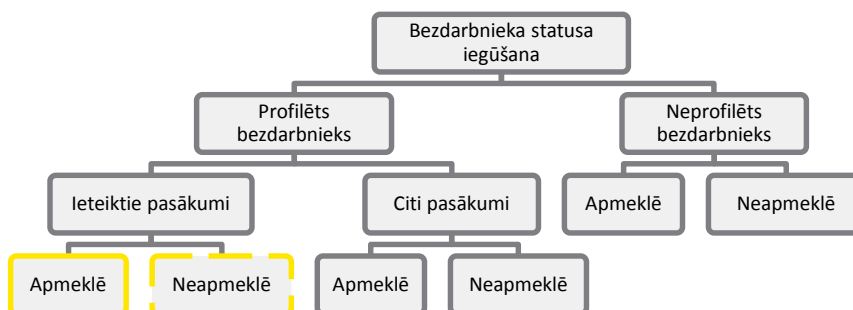 Bezdarbnieka statusa
iegūšana
Profilēts
bezdarbnieks
Neprofilēts
bezdarbnieks
Ieteiktie pasākumi
Citi pasākumi
Apmeklē
Neapmeklē
Apmeklē
Neapmeklē
Apmeklē
Neapmeklē